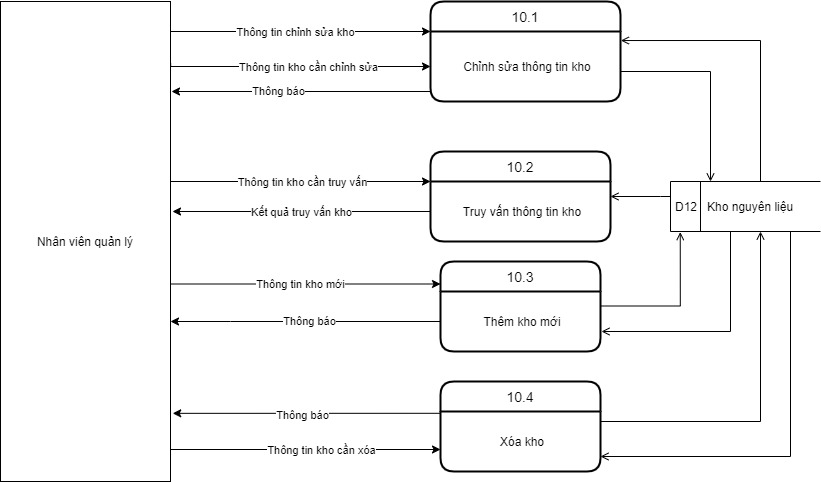 Nhân viên quản lý
Thông tin chỉnh sửa kho
Thông tin kho cần chỉnh sửa
Thông báo
10.1
Chỉnh sửa thông tin kho
Thông tin kho cần truy vấn
Kết quả truy vấn kho
10.2
Truy vấn thông tin kho
D12
Kho nguyên liệu
Thông tin kho mới
Thông báo
10.3
Thêm kho mới
Thông báo
Thông tin kho cần xóa
10.4
Xóa kho